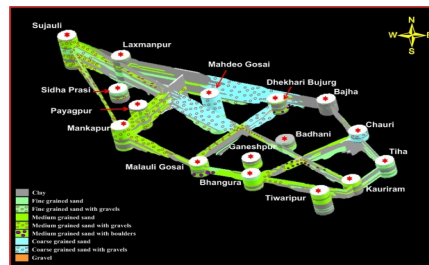 Sujauli
Laxmanpur
N
W
S
Mahdeo Gosai
Sidha Prasi
Dhekhari Bujurg
Bajha
Payagpur
Mankapur
Chauri
Badhani
Ganeshpur
Malauli Gosai
Tiha
Bhangura
Kauriram
Tiwaripur
Clay
Fine grained sand
Fine grained sand with gravels
Medium grained sand
Medium grained sand with gravels
Medium grained sand with boulders
Coarse grained sand
Coarse grained sand with gravels
Gravel